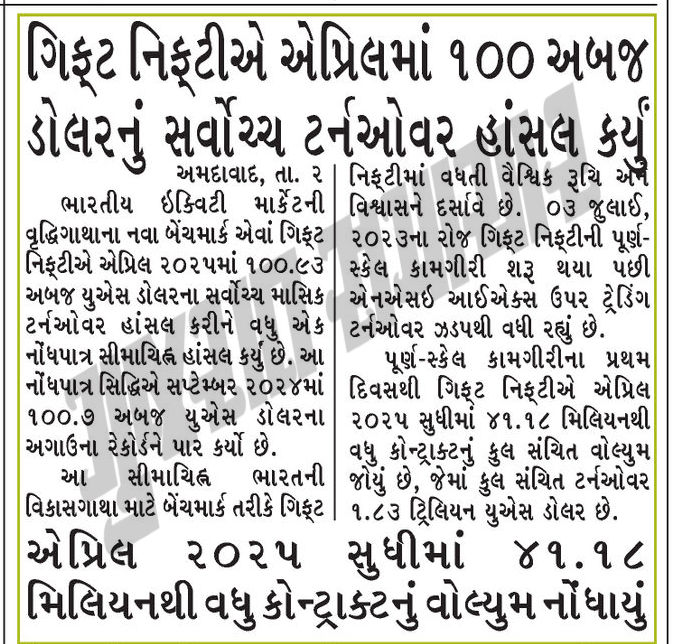 ગિફ્ટ નિફ્ટીએ એપ્રિલમાં ૧૦૦ અબજ
ડોલરનું સર્વોચ્ચ ટર્નઓવર હાંસલ કર્યું
અમદાવાદ, તા. ૨
ભારતીય ઇક્વિટી માર્કેટની
વૃદ્ધિગાથાના નવા બેંચમાર્ક એવાં ગિફ્ટ
નિફ્ટીએ એપ્રિલ ૨૦૨૫માં ૧૦૦.૯૩
અબજ યુએસ ડોલરના સર્વોચ્ચ માસિક
ટર્નઓવર હાંસલ કરીને વધુ એક
નોંધપાત્ર સીમાચિહ્ન હાંસલ કર્યું છે. આ
નોંધપાત્ર સિદ્ધિએ સપ્ટેમ્બર ૨૦૨૪માં
૧૦૦.૭ અબજ યુએસ ડોલરના
અગાઉના રેકોર્ડને પાર કર્યો છે.
આ સીમાચિહ્ન ભારતની
વિકાસગાથા માટે બેંચમાર્ક તરીકે ગિફ્ટ
નિફ્ટીમાં વધતી વૈશ્વિક રૂચિ અને
વિશ્વાસને દર્સાવે છે. ૦૩ જુલાઈ,
૨૦૨૩ના રોજ ગિફ્ટ નિફ્ટીની પૂર્ણ-
સ્કેલ કામગીરી શરૂ થયા પછી
એનએસઇ આઈએક્સ ઉપર ટ્રેડિંગ
ટર્નઓવર ઝડપથી વધી રહ્યું છે.
પૂર્ણ-સ્કેલ કામગીરીના પ્રથમ
દિવસથી ગિફ્ટ નિફ્ટીએ એપ્રિલ
૨૦૨૫ સુધીમાં ૪૧.૧૮ મિલિયનથી
વધુ કોન્ટ્રાક્ટનું કુલ સંચિત વોલ્યુમ
જોયું છે, જેમાં કુલ સંચિત ટર્નઓવર
૧.૮૩ ટ્રિલિયન યુએસ ડોલર છે.
એપ્રિલ ૨૦૨૫ સુધીમાં ૪૧.૧૮
મિલિયનથી વધુ કોન્ટ્રાક્ટનું વોલ્યુમ નોંધાયું